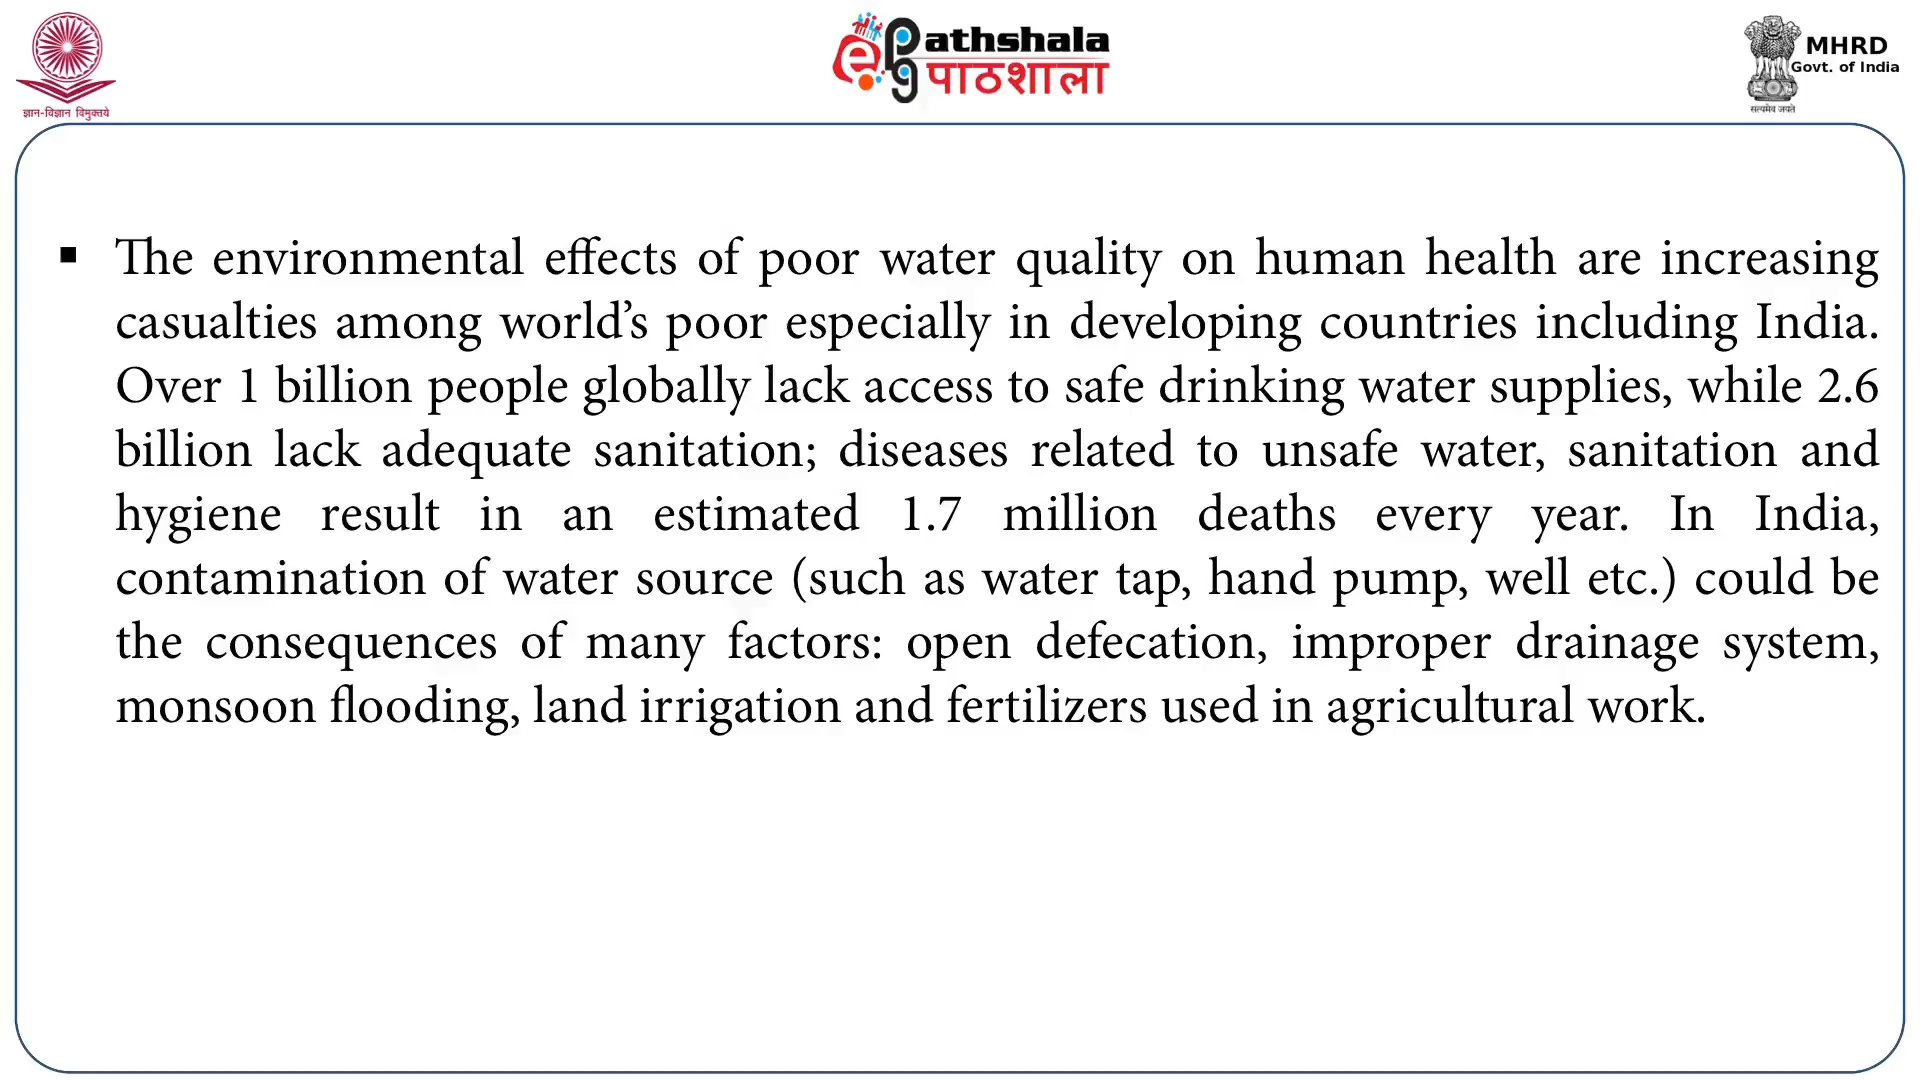 ज्ञान-विज्ञान विमुक्तये
ePathshala
पाठशाला
MHRD
Govt. of India
सत्यमेव जयते
▪ The environmental effects of poor water quality on human health are increasing
casualties among world’s poor especially in developing countries including India.
Over 1 billion people globally lack access to safe drinking water supplies, while 2.6
billion lack adequate sanitation; diseases related to unsafe water, sanitation and
hygiene result in an estimated 1.7 million deaths every year. In India,
contamination of water source (such as water tap, hand pump, well etc.) could be
the consequences of many factors: open defecation, improper drainage system,
monsoon flooding, land irrigation and fertilizers used in agricultural work.